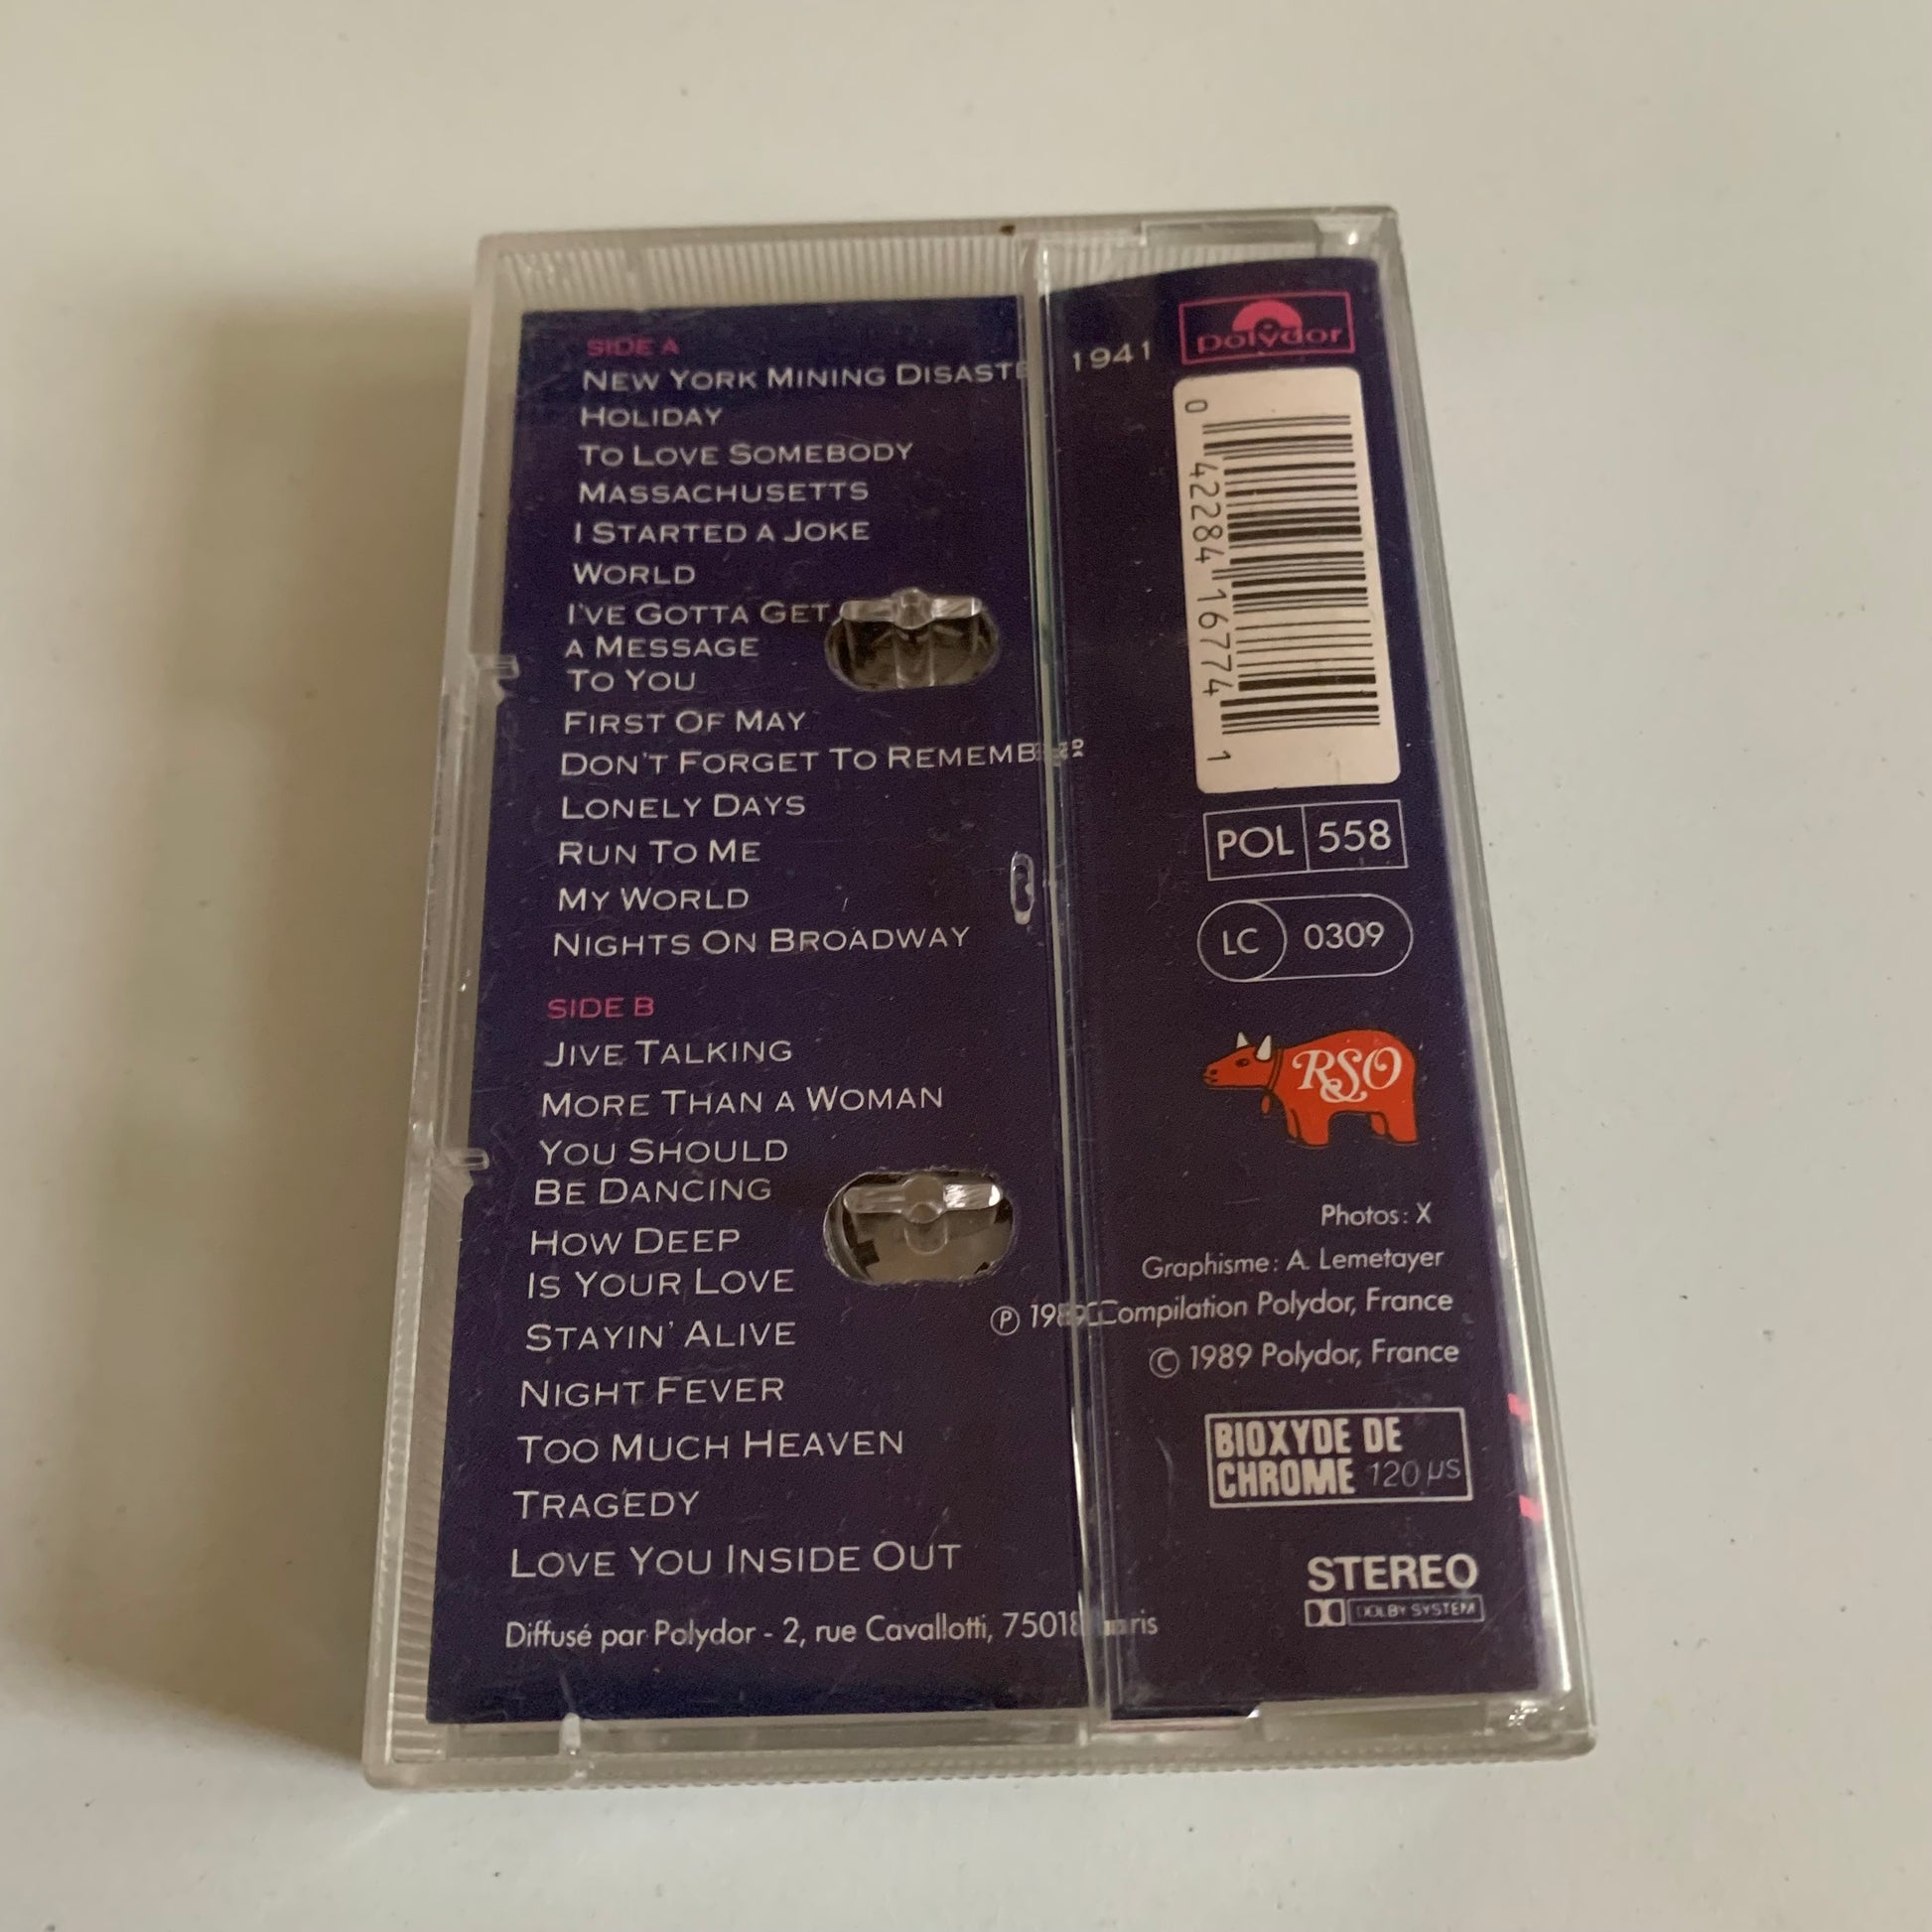 SIDE A
NEW YORK MINING DISASTER 1941
HOLIDAY
TO LOVE SOMEBODY
MASSACHUSETTS
I STARTED A JOKE
WORLD
I'VE GOTTA GET
A MESSAGE
TO YOU
FIRST OF MAY
DON'T FORGET TO REMEMBER
LONELY DAYS
RUN TO ME
MY WORLD
NIGHTS ON BROADWAY
SIDE B
JIVE TALKING
MORE THAN A WOMAN
YOU SHOULD
BE DANCING
HOW DEEP
IS YOUR LOVE
STAYIN' ALIVE
NIGHT FEVER
TOO MUCH HEAVEN
TRAGEDY
LOVE YOU INSIDE OUT
Diffusé par Polydor - 2, rue Cavallotti, 75018 Paris
polydor
0 42284 16774 1
POL 558
LC 0309
RSO
Photos: X
Graphisme: A. Lemetayer
℗ 1989 Compilation Polydor, France
© 1989 Polydor, France
BIOXYDE DE
CHROME 120 µs
STEREO
DOLBY SYSTEM